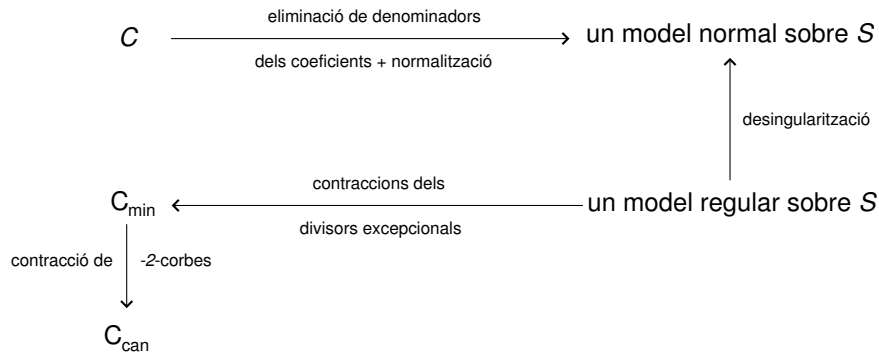 eliminació de denominadors
C
un model normal sobre S
dels coeficients + normalització
desingularització
contraccions dels
C_min
un model regular sobre S
divisors excepcionals
contracció de -2-corbes
C_can